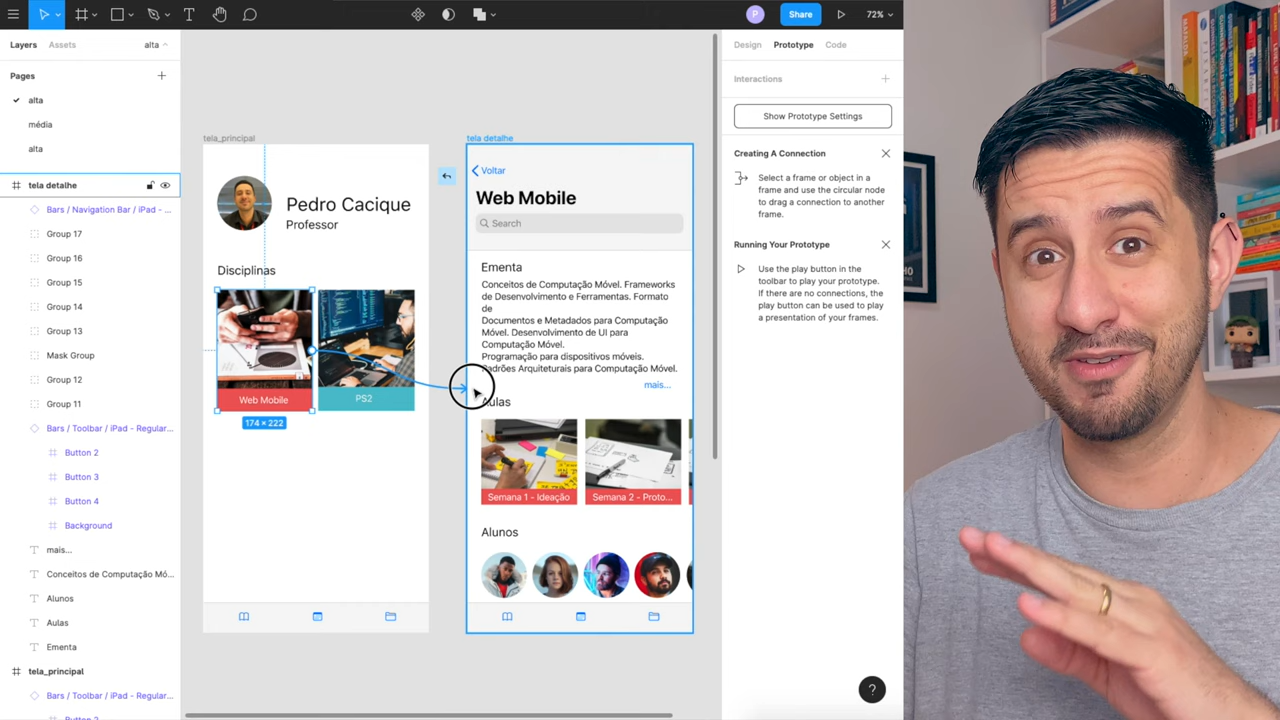 Share
72%
Layers
Assets
alta
Design
Prototype
Code
Pages
alta
média
alta
Interactions
Show Prototype Settings
Creating A Connection
Select a frame or object in a
frame and use the circular node
to drag a connection to another
frame.
Running Your Prototype
Use the play button in the
toolbar to play your prototype.
If there are no connections, the
play button can be used to play
a presentation of your frames.
tela detalhe
Bars / Navigation Bar / iPad - ...
Group 17
Group 16
Group 15
Group 14
Group 13
Mask Group
Group 12
Group 11
Bars / Toolbar / iPad - Regular...
Button 2
Button 3
Button 4
Background
mais...
Conceitos de Computação Mó...
Alunos
Aulas
Ementa
tela_principal
Bars / Toolbar / iPad - Regular...
tela_principal
Pedro Cacique
Professor
Disciplinas
Web Mobile
PS2
174 × 222
tela detalhe
Voltar
Web Mobile
Search
Ementa
Conceitos de Computação Móvel. Frameworks
de Desenvolvimento e Ferramentas. Formato
de
Documentos e Metadados para Computação
Móvel. Desenvolvimento de UI para
Computação Móvel.
Programação para dispositivos móveis.
Padrões Arquiteturais para Computação Móvel.
mais...
Aulas
Semana 1 - Ideação
Semana 2 - Proto...
Alunos
?